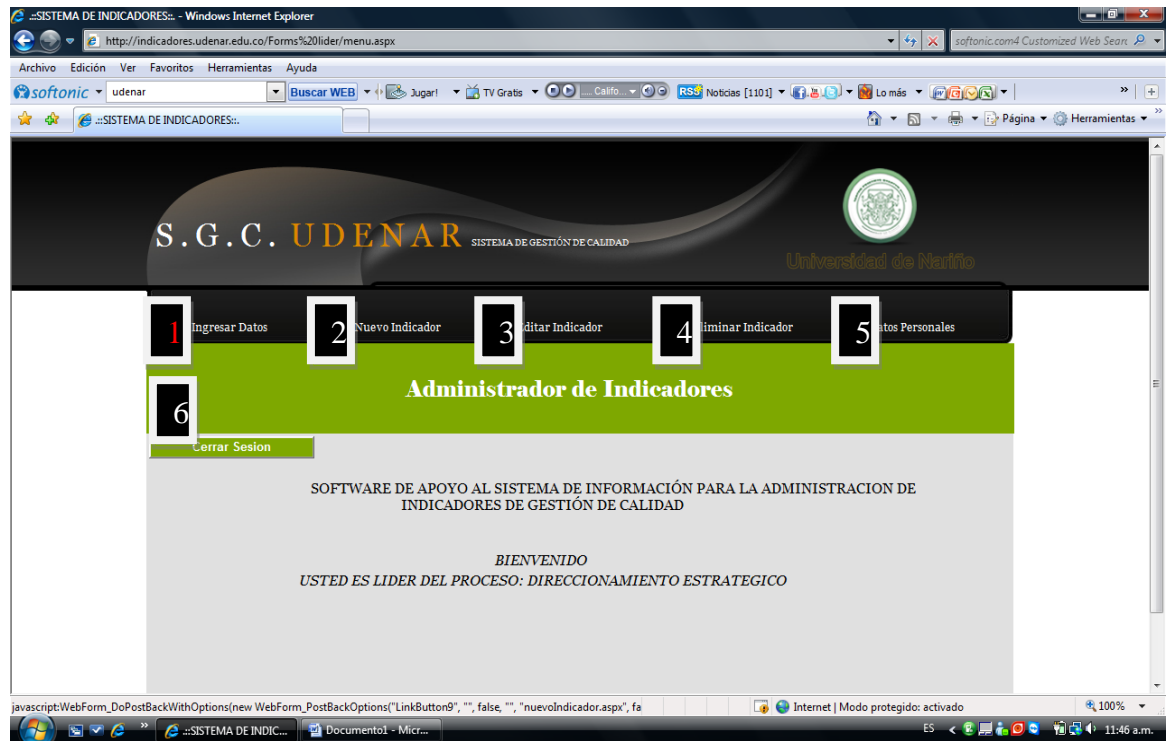 .::SISTEMA DE INDICADORES::. - Windows Internet Explorer
http://indicadores.udenar.edu.co/Forms%20lider/menu.aspx
softonic.com4 Customized Web Sear
Archivo Edición Ver Favoritos Herramientas Ayuda
softonic udenar Buscar WEB Jugar! TV Gratis .... Califo... RSS Noticias [1101] Lo más »
.::SISTEMA DE INDICADORES::. Página Herramientas »
S.G.C. UDENAR SISTEMA DE GESTIÓN DE CALIDAD
Universidad de Nariño
1 Ingresar Datos 2 Nuevo Indicador 3 ditar Indicador 4 liminar Indicador 5 atos Personales
Administrador de Indicadores
6
Cerrar Sesion
SOFTWARE DE APOYO AL SISTEMA DE INFORMACIÓN PARA LA ADMINISTRACION DE
INDICADORES DE GESTIÓN DE CALIDAD
BIENVENIDO
USTED ES LIDER DEL PROCESO: DIRECCIONAMIENTO ESTRATEGICO
javascript:WebForm_DoPostBackWithOptions(new WebForm_PostBackOptions("LinkButton9", "", false, "", "nuevoIndicador.aspx", fa Internet | Modo protegido: activado 100%
» .::SISTEMA DE INDIC... Documento1 - Micr... ES 11:46 a.m.